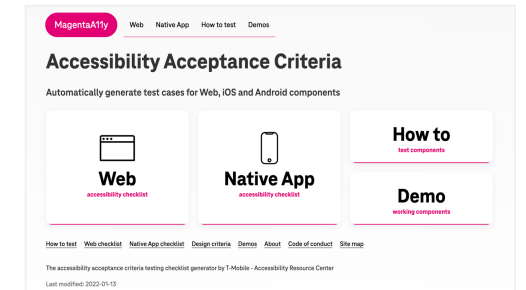 MagentaA11y Web Native App How to test Demos
Accessibility Acceptance Criteria
Automatically generate test cases for Web, iOS and Android components
Web
accessibility checklist
Native App
accessibility checklist
How to
test components
Demo
working components
How to test Web checklist Native App checklist Design criteria Demos About Code of conduct Site map
The accessibility acceptance criteria testing checklist generator by T-Mobile - Accessibility Resource Center
Last modified: 2022-01-13